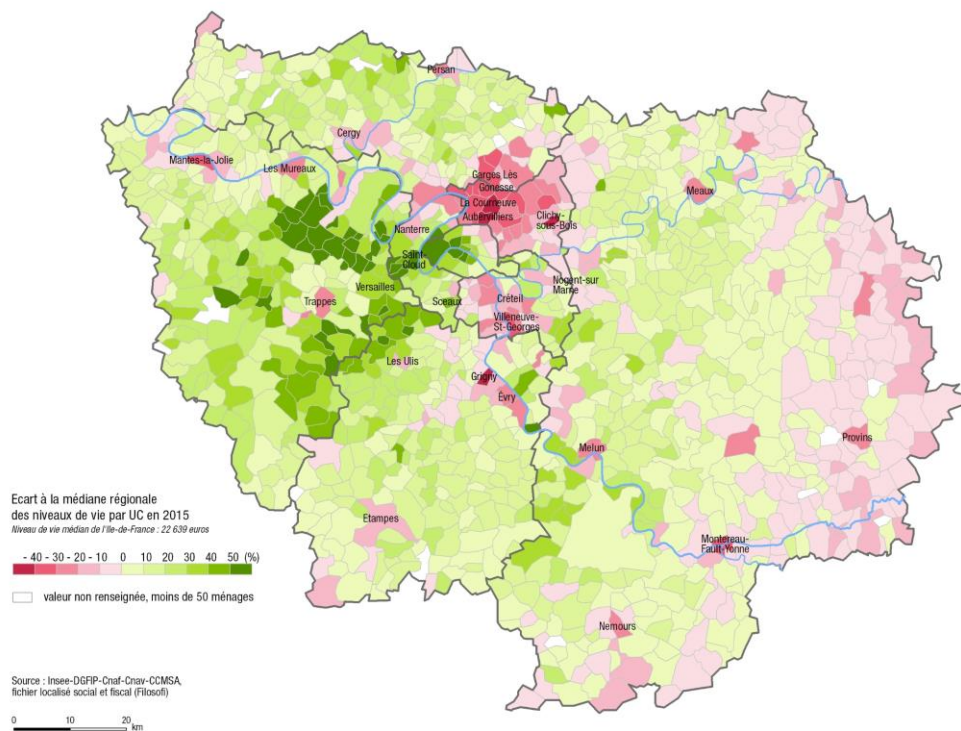 Persan
Cergy
Mantes-la-Jolie
Les Mureaux
Garges Lès
Gonesse
La Courneuve
Aubervilliers
Clichy-
sous-Bois
Meaux
Nanterre
Saint-
Cloud
Versailles
Nogent-sur
Marne
Trappes
Sceaux
Créteil
Villeneuve-
St-Georges
Les Ulis
Grigny
Évry
Melun
Provins
Etampes
Montereau-
Fault-Yonne
Nemours
Ecart à la médiane régionale
des niveaux de vie par UC en 2015
Niveau de vie médian de l'Ile-de-France : 22 639 euros
- 40 - 30 - 20 - 10 0 10 20 30 40 50 (%)
valeur non renseignée, moins de 50 ménages
Source : Insee-DGFIP-Cnaf-Cnav-CCMSA,
fichier localisé social et fiscal (Filosofi)
0 10 20
km